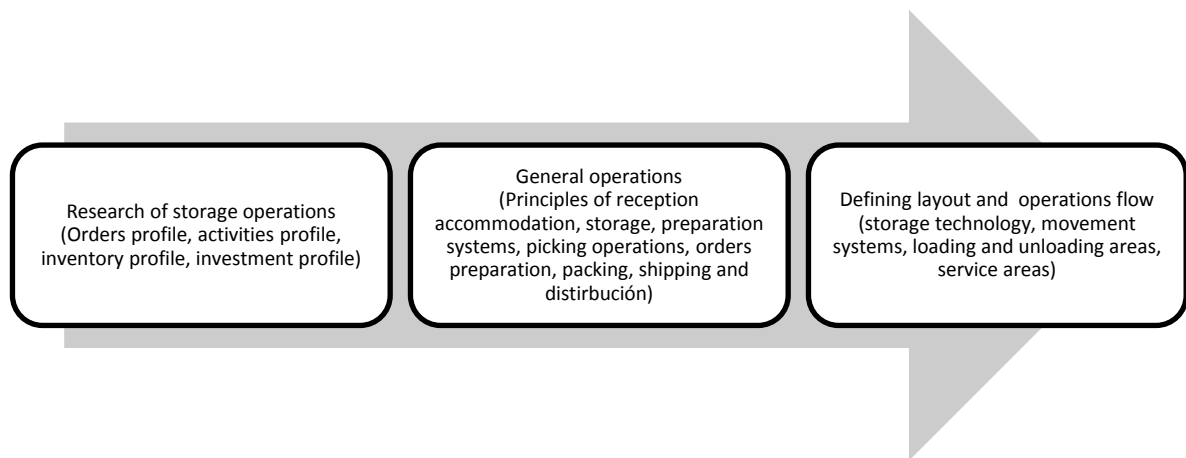 Research of storage operations
(Orders profile, activities profile,
inventory profile, investment profile)
General operations
(Principles of reception
accommodation, storage, preparation
systems, picking operations, orders
preparation, packing, shipping and
distirbución)
Defining layout and  operations flow
(storage technology, movement
systems, loading and unloading areas,
service areas)